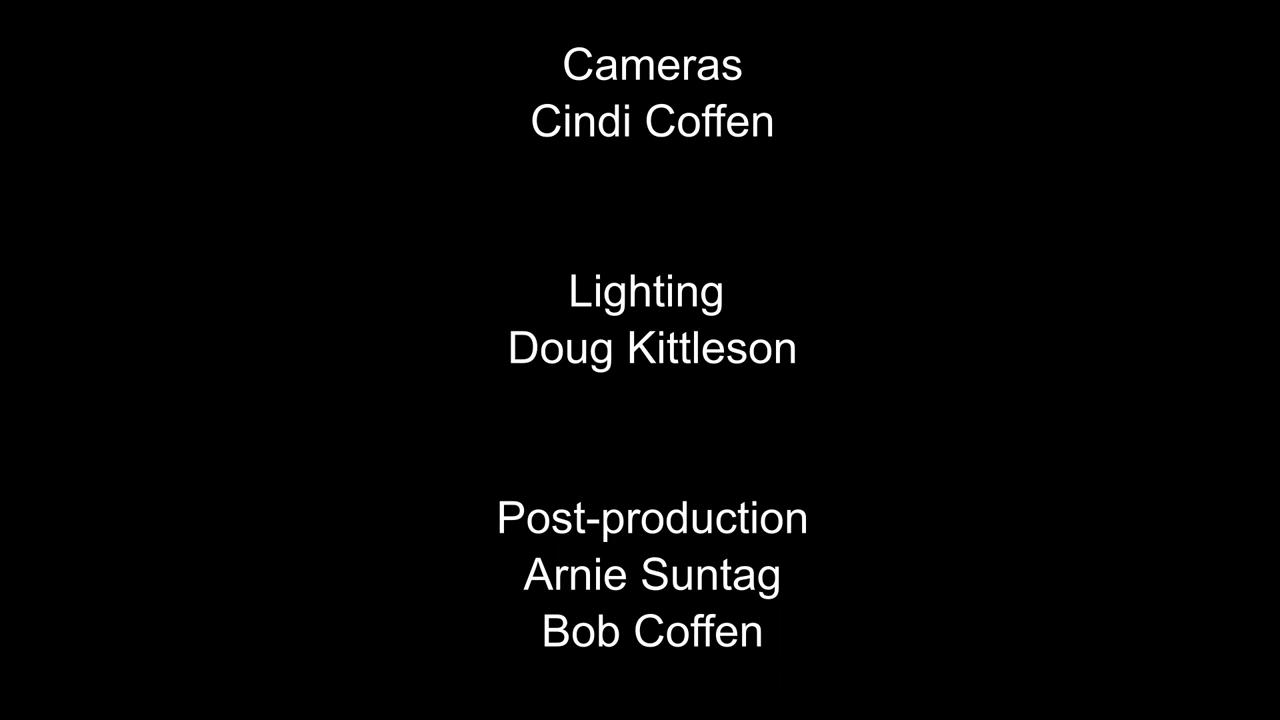 Cameras
Cindi Coffen
Lighting
Doug Kittleson
Post-production
Arnie Suntag
Bob Coffen